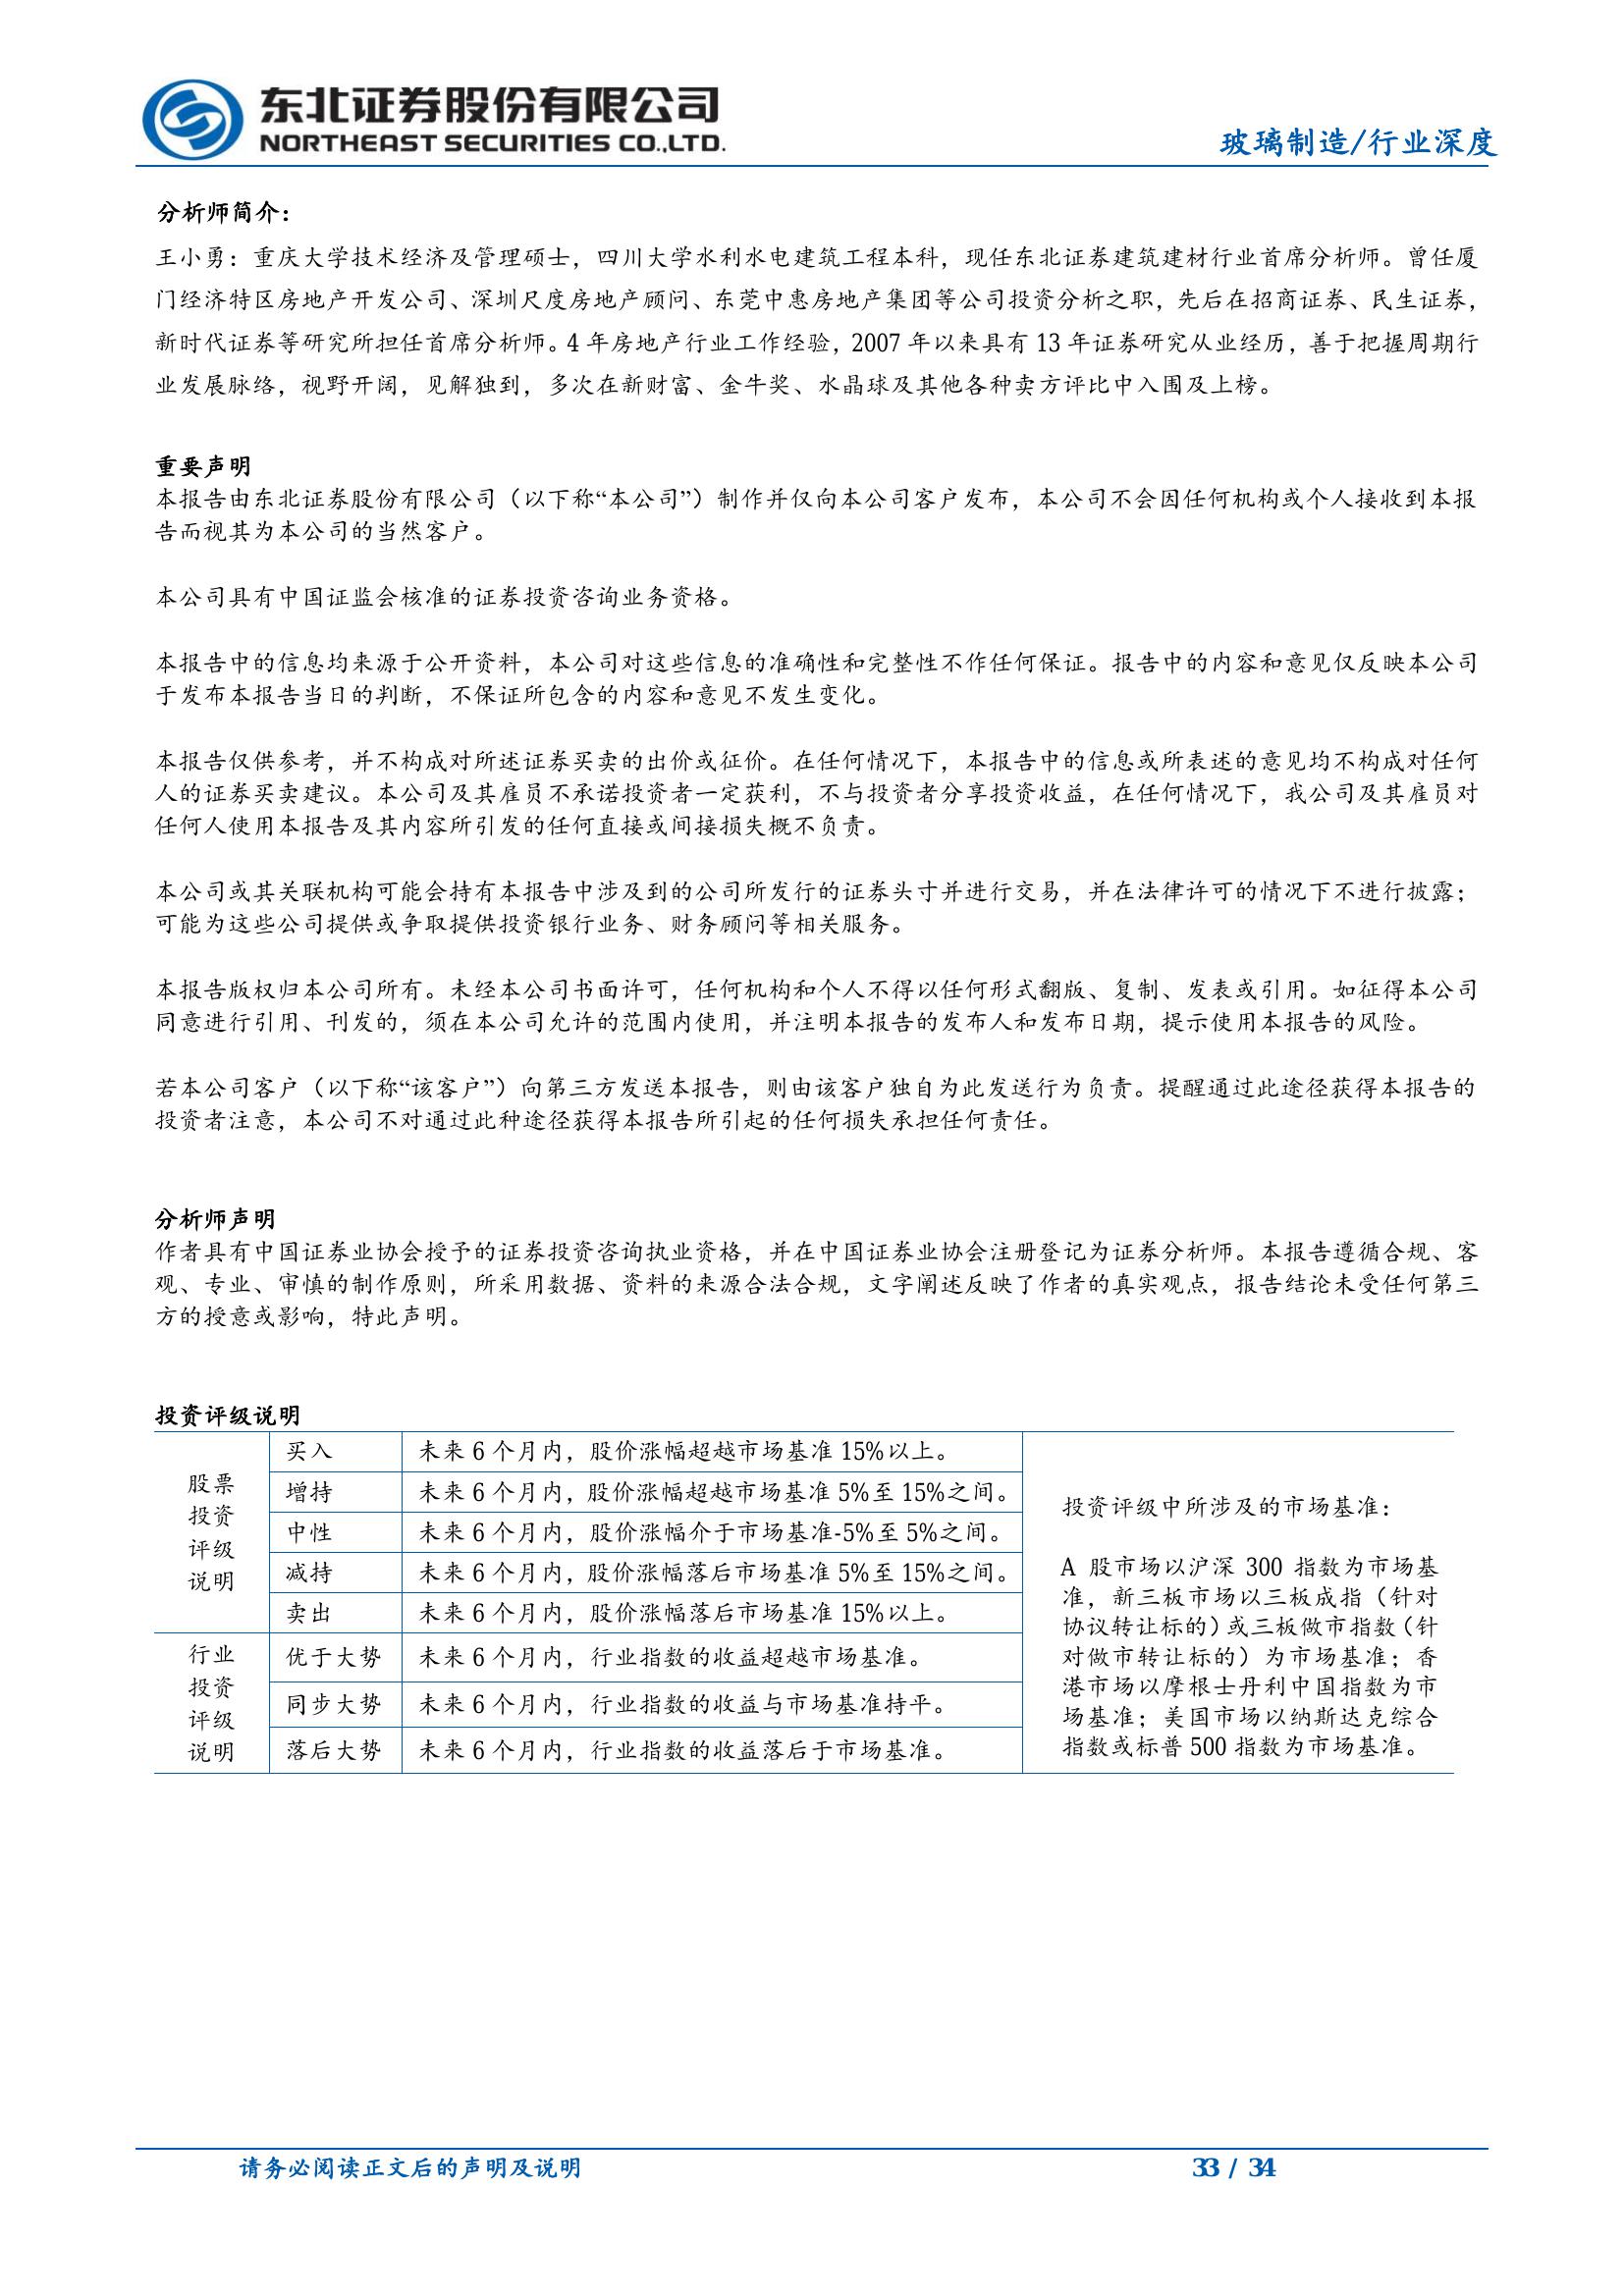 东北证券股份有限公司
NORTHEAST SECURITIES CO.,LTD.
玻璃制造/行业深度
分析师简介：
王小勇：重庆大学技术经济及管理硕士，四川大学水利水电建筑工程本科，现任东北证券建筑建材行业首席分析师。曾任厦
门经济特区房地产开发公司、深圳尺度房地产顾问、东莞中惠房地产集团等公司投资分析之职，先后在招商证券、民生证券，
新时代证券等研究所担任首席分析师。4 年房地产行业工作经验，2007 年以来具有 13 年证券研究从业经历，善于把握周期行
业发展脉络，视野开阔，见解独到，多次在新财富、金牛奖、水晶球及其他各种卖方评比中入围及上榜。
重要声明
本报告由东北证券股份有限公司（以下称“本公司”）制作并仅向本公司客户发布，本公司不会因任何机构或个人接收到本报
告而视其为本公司的当然客户。
本公司具有中国证监会核准的证券投资咨询业务资格。
本报告中的信息均来源于公开资料，本公司对这些信息的准确性和完整性不作任何保证。报告中的内容和意见仅反映本公司
于发布本报告当日的判断，不保证所包含的内容和意见不发生变化。
本报告仅供参考，并不构成对所述证券买卖的出价或征价。在任何情况下，本报告中的信息或所表述的意见均不构成对任何
人的证券买卖建议。本公司及其雇员不承诺投资者一定获利，不与投资者分享投资收益，在任何情况下，我公司及其雇员对
任何人使用本报告及其内容所引发的任何直接或间接损失概不负责。
本公司或其关联机构可能会持有本报告中涉及到的公司所发行的证券头寸并进行交易，并在法律许可的情况下不进行披露；
可能为这些公司提供或争取提供投资银行业务、财务顾问等相关服务。
本报告版权归本公司所有。未经本公司书面许可，任何机构和个人不得以任何形式翻版、复制、发表或引用。如征得本公司
同意进行引用、刊发的，须在本公司允许的范围内使用，并注明本报告的发布人和发布日期，提示使用本报告的风险。
若本公司客户（以下称“该客户”）向第三方发送本报告，则由该客户独自为此发送行为负责。提醒通过此途径获得本报告的
投资者注意，本公司不对通过此种途径获得本报告所引起的任何损失承担任何责任。
分析师声明
作者具有中国证券业协会授予的证券投资咨询执业资格，并在中国证券业协会注册登记为证券分析师。本报告遵循合规、客
观、专业、审慎的制作原则，所采用数据、资料的来源合法合规，文字阐述反映了作者的真实观点，报告结论未受任何第三
方的授意或影响，特此声明。
投资评级说明
股票
投资
评级
说明
买入
未来 6 个月内，股价涨幅超越市场基准 15%以上。
增持
未来 6 个月内，股价涨幅超越市场基准 5%至 15%之间。
中性
未来 6 个月内，股价涨幅介于市场基准-5%至 5%之间。
减持
未来 6 个月内，股价涨幅落后市场基准 5%至 15%之间。
卖出
未来 6 个月内，股价涨幅落后市场基准 15%以上。
行业
投资
评级
说明
优于大势
未来 6 个月内，行业指数的收益超越市场基准。
同步大势
未来 6 个月内，行业指数的收益与市场基准持平。
落后大势
未来 6 个月内，行业指数的收益落后于市场基准。
投资评级中所涉及的市场基准：
A 股市场以沪深 300 指数为市场基
准，新三板市场以三板成指（针对
协议转让标的）或三板做市指数（针
对做市转让标的）为市场基准；香
港市场以摩根士丹利中国指数为市
场基准；美国市场以纳斯达克综合
指数或标普 500 指数为市场基准。
请务必阅读正文后的声明及说明
33 / 34